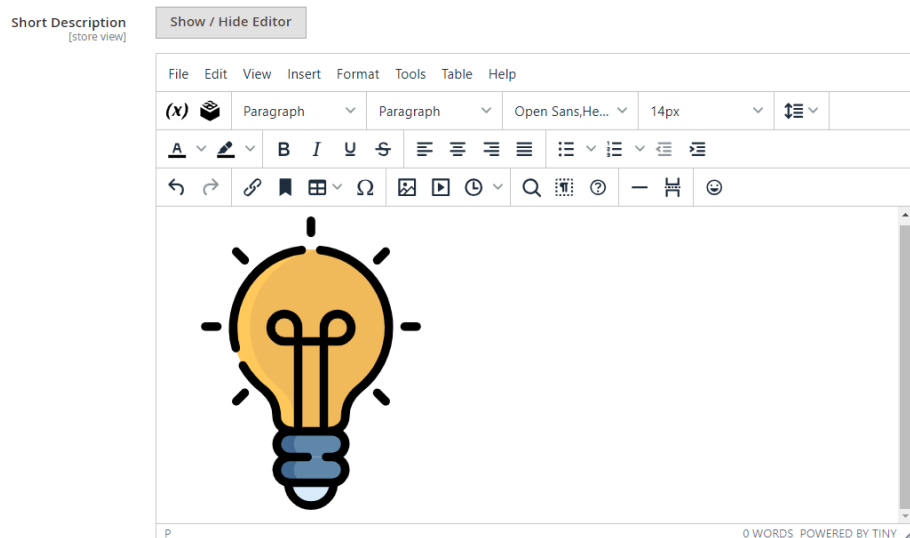 Short Description
[store view]
Show / Hide Editor
File Edit View Insert Format Tools Table Help
(x) Paragraph Paragraph Open Sans,He... 14px
A B I U S
Ω
P 0 WORDS POWERED BY TINY